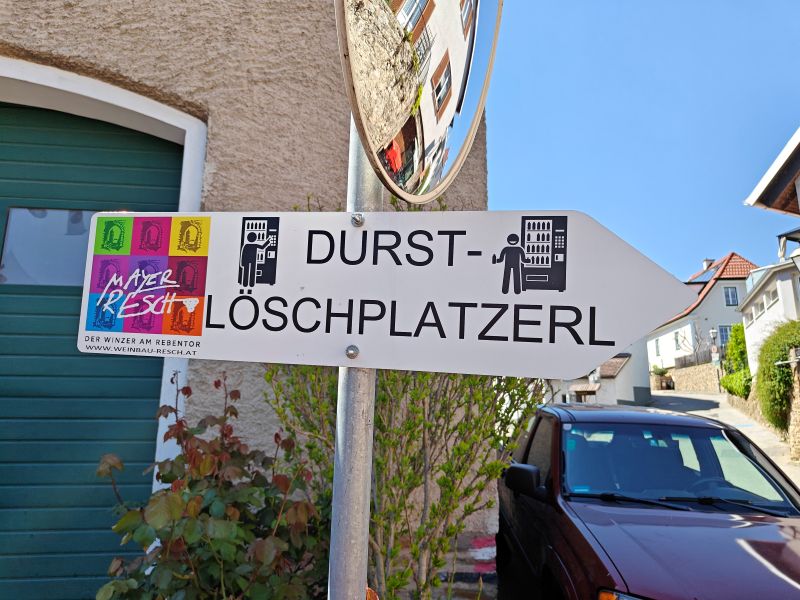 MAYER
RESCH
DER WINZER AM REBENTOR
WWW.WEINBAU-RESCH.AT
DURST-
LÖSCHPLATZERL